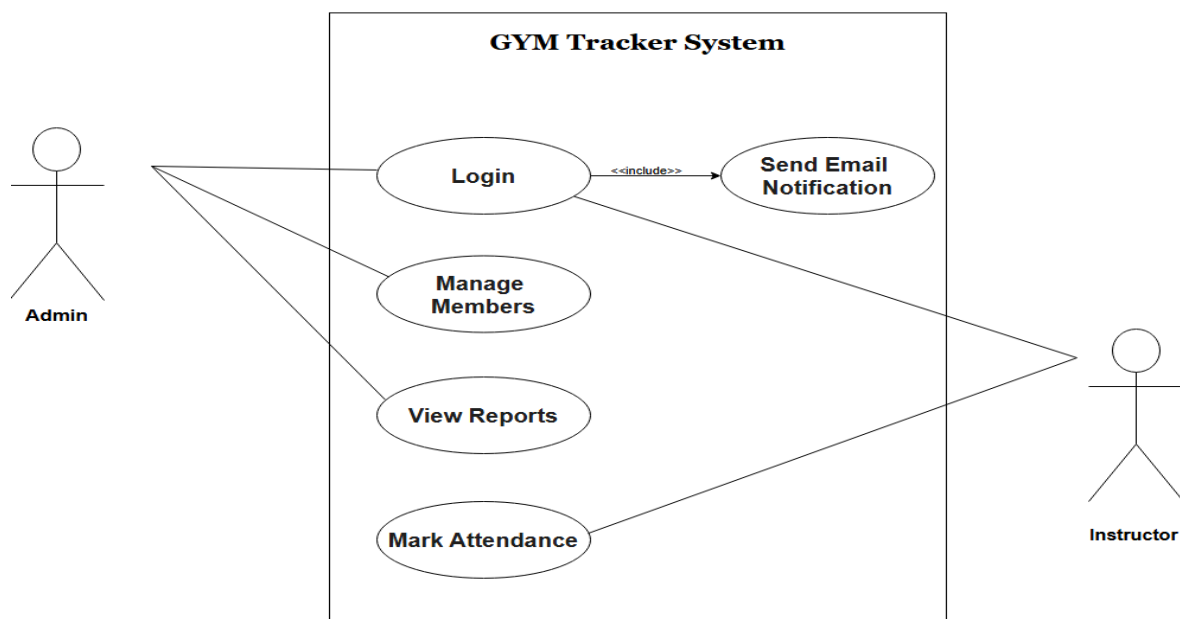 GYM Tracker System
Login
<<include>>
Send Email
Notification
Manage
Members
Admin
View Reports
Mark Attendance
Instructor